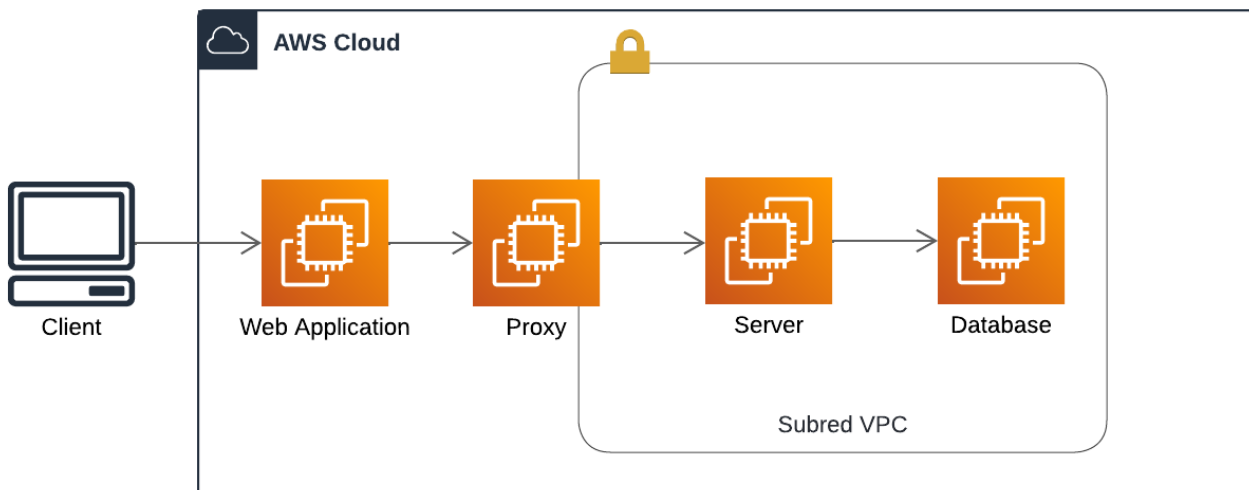 AWS Cloud
Client
Web Application
Proxy
Server
Database
Subred VPC